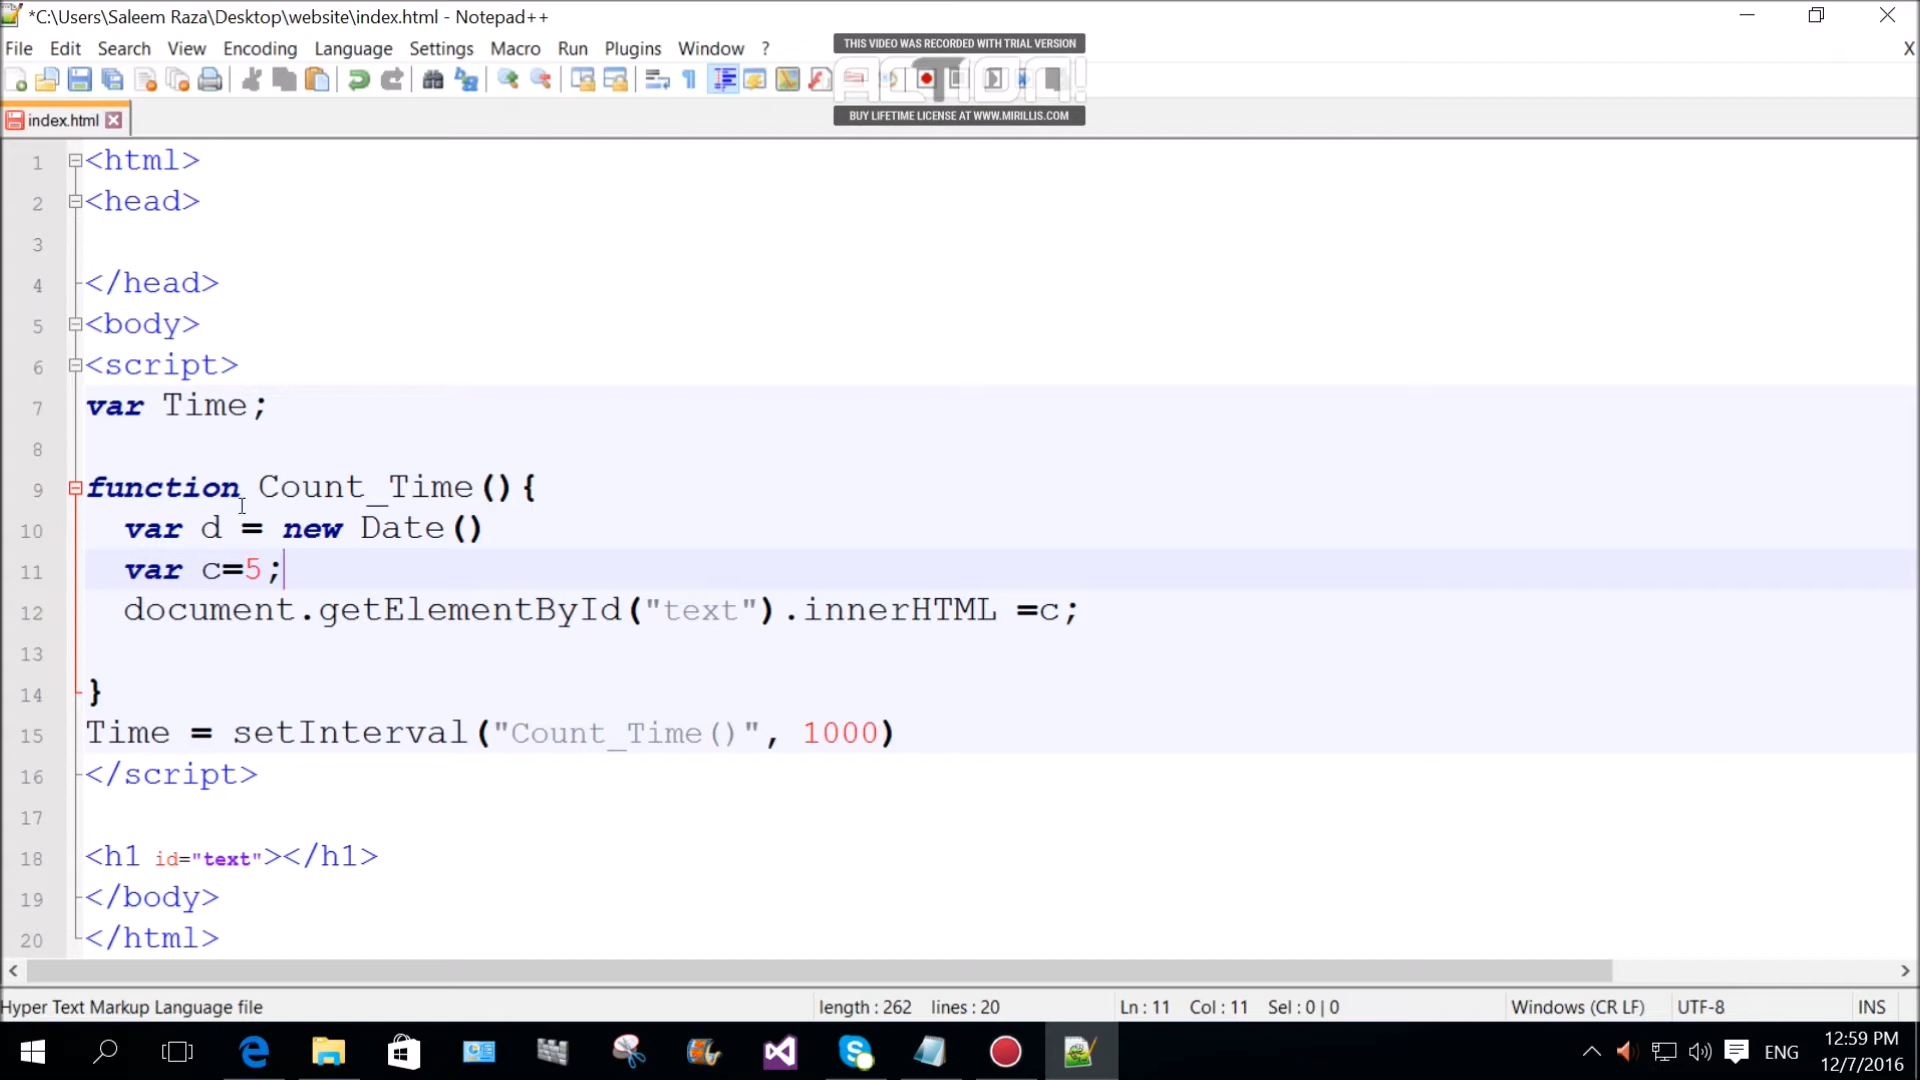 *C:\Users\Saleem Raza\Desktop\website\index.html - Notepad++
File Edit Search View Encoding Language Settings Macro Run Plugins Window ? X
THIS VIDEO WAS RECORDED WITH TRIAL VERSION
ACTION!
BUY LIFETIME LICENSE AT WWW.MIRILLIS.COM
index.html
1 <html>
2 <head>
3
4 </head>
5 <body>
6 <script>
7 var Time;
8
9 function Count_Time(){
10 var d = new Date()
11 var c=5;
12 document.getElementById("text").innerHTML =c;
13
14 }
15 Time = setInterval("Count_Time()", 1000)
16 </script>
17
18 <h1 id="text"></h1>
19 </body>
20 </html>
Hyper Text Markup Language file length : 262 lines : 20 Ln : 11 Col : 11 Sel : 0 | 0 Windows (CR LF) UTF-8 INS
ENG 12:59 PM
12/7/2016